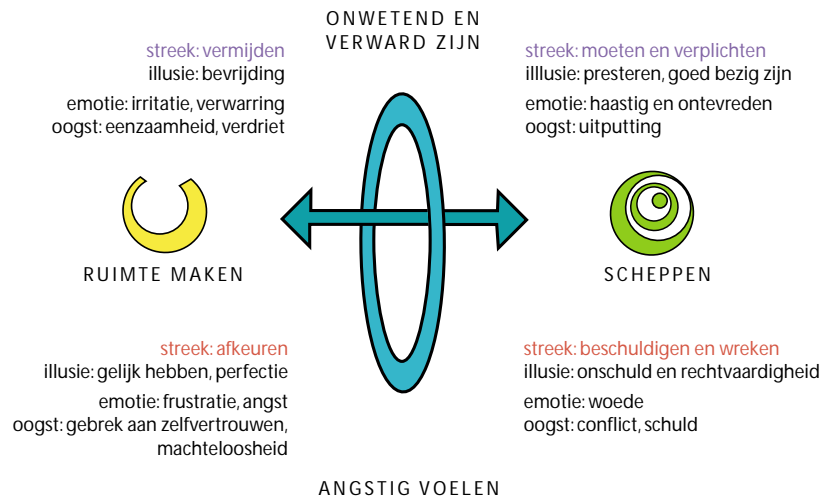 ONWETEND EN
VERWARD ZIJN
streek: vermijden
illusie: bevrijding
emotie: irritatie, verwarring
oogst: eenzaamheid, verdriet
streek: moeten en verplichten
illlusie: presteren, goed bezig zijn
emotie: haastig en ontevreden
oogst: uitputting
RUIMTE MAKEN
SCHEPPEN
streek: afkeuren
illusie: gelijk hebben, perfectie
emotie: frustratie, angst
oogst: gebrek aan zelfvertrouwen,
machteloosheid
streek: beschuldigen en wreken
illusie: onschuld en rechtvaardigheid
emotie: woede
oogst: conflict, schuld
ANGSTIG VOELEN